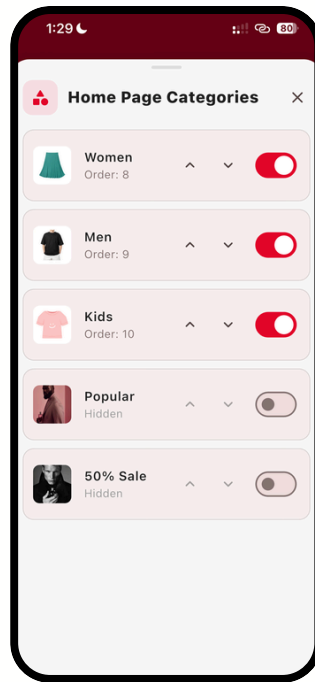 1:29
80
Home Page Categories
Women
Order: 8
Men
Order: 9
Kids
Order: 10
Popular
Hidden
50% Sale
Hidden